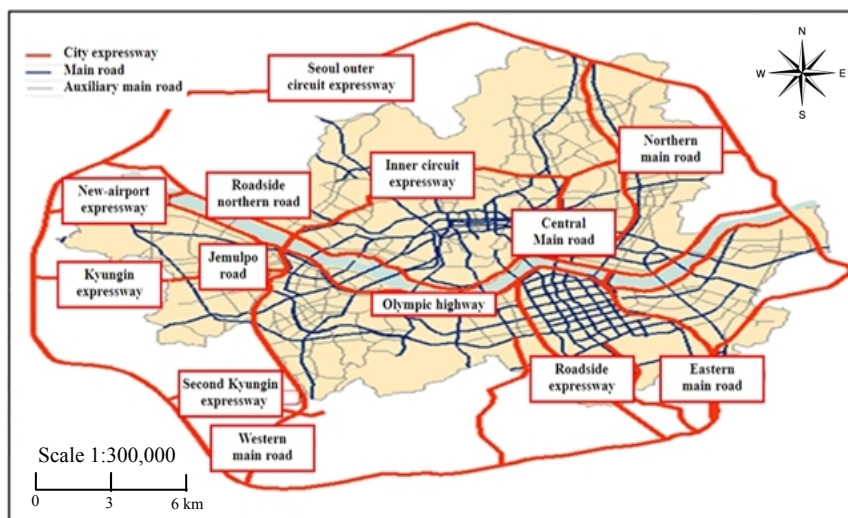 City expressway
Main road
Auxiliary main road
Seoul outer
circuit expressway
N
W
E
S
Northern
main road
Inner circuit
expressway
New-airport
expressway
Roadside
northern road
Central
Main road
Jemulpo
road
Kyungin
expressway
Olympic highway
Second Kyungin
expressway
Roadside
expressway
Eastern
main road
Western
main road
Scale 1:300,000
0
3
6 km